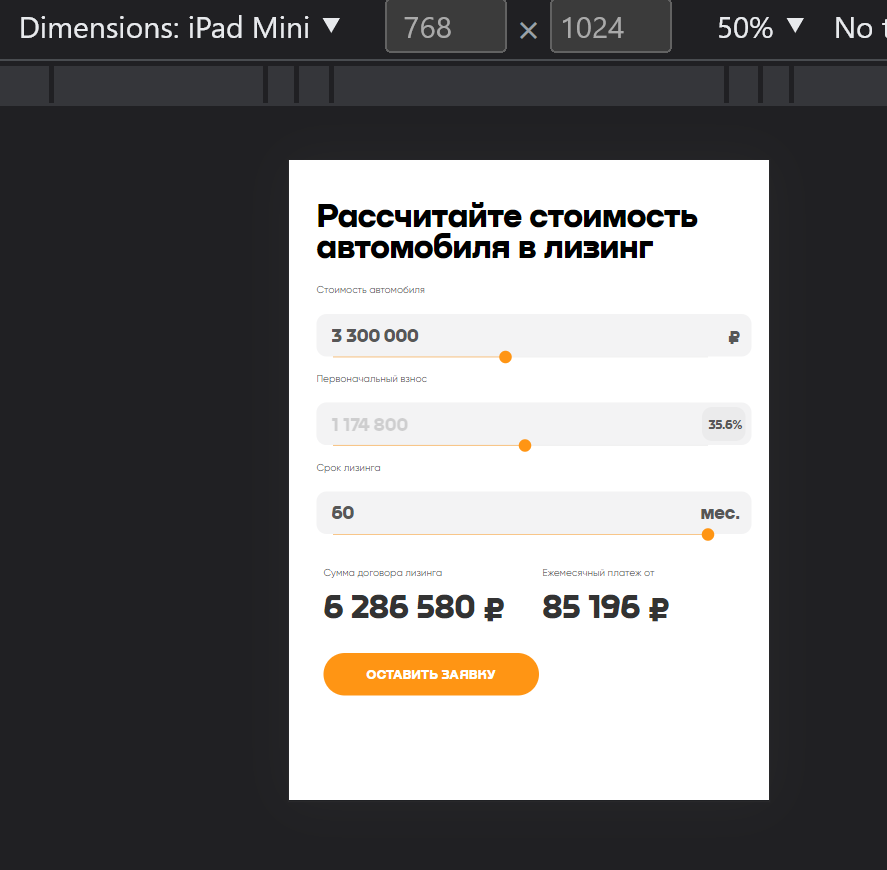 Dimensions: iPad Mini ▼ 768 × 1024 50% ▼ No t
Рассчитайте стоимость
автомобиля в лизинг
Стоимость автомобиля
3 300 000 ₽
Первоначальный взнос
1 174 800 35.6%
Срок лизинга
60 мес.
Сумма договора лизинга Ежемесячный платеж от
6 286 580 ₽ 85 196 ₽
ОСТАВИТЬ ЗАЯВКУ